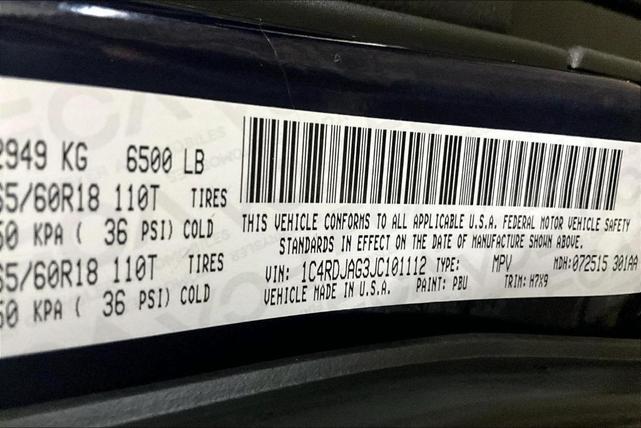 2949 KG 6500 LB
65/60R18 110T TIRES
50 KPA ( 36 PSI) COLD
65/60R18 110T TIRES
50 KPA ( 36 PSI) COLD
THIS VEHICLE CONFORMS TO ALL APPLICABLE U.S.A. FEDERAL MOTOR VEHICLE SAFETY
STANDARDS IN EFFECT ON THE DATE OF MANUFACTURE SHOWN ABOVE.
VIN: 1C4RDJAG3JC101112 TYPE: MPV MDH:072515 301AA
VEHICLE MADE IN U.S.A. PAINT: PBU TRIM: H7X9